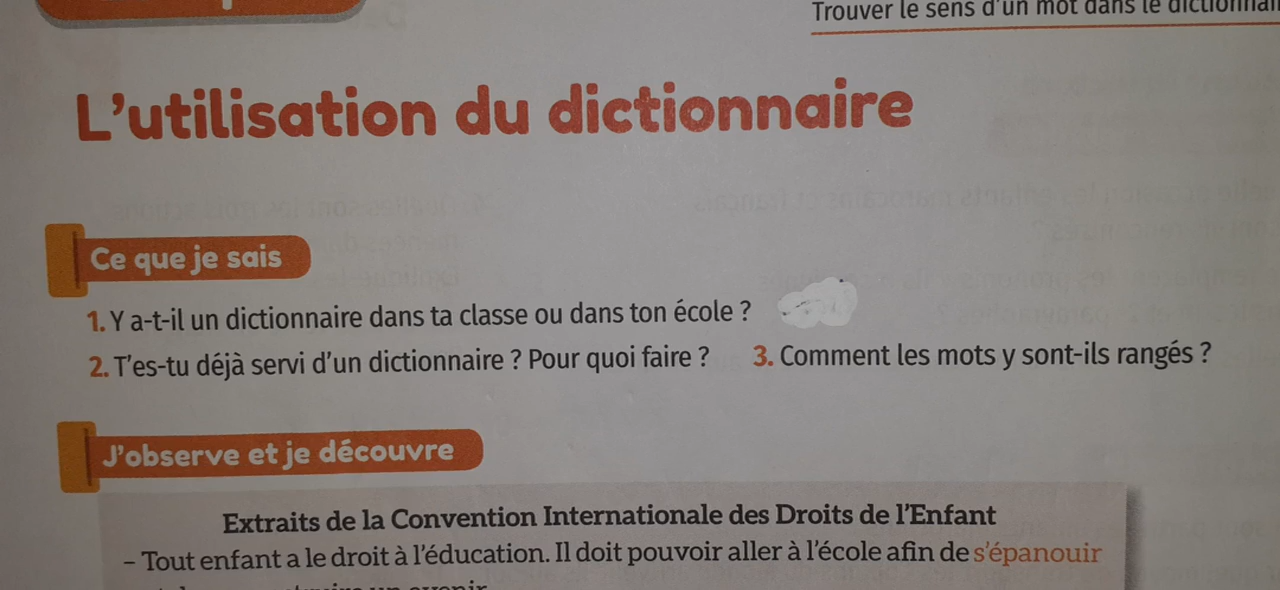 Trouver le sens d'un mot dans le
L'utilisation du dictionnaire
Ce que je sais
1. Y a-t-il un dictionnaire dans ta classe ou dans ton école ?
2. T'es-tu déjà servi d'un dictionnaire ? Pour quoi faire ? 3. Comment les mots y sont-ils rangés ?
J'observe et je découvre
Extraits de la Convention Internationale des Droits de l'Enfant
– Tout enfant a le droit à l'éducation. Il doit pouvoir aller à l'école afin de s'épanouir